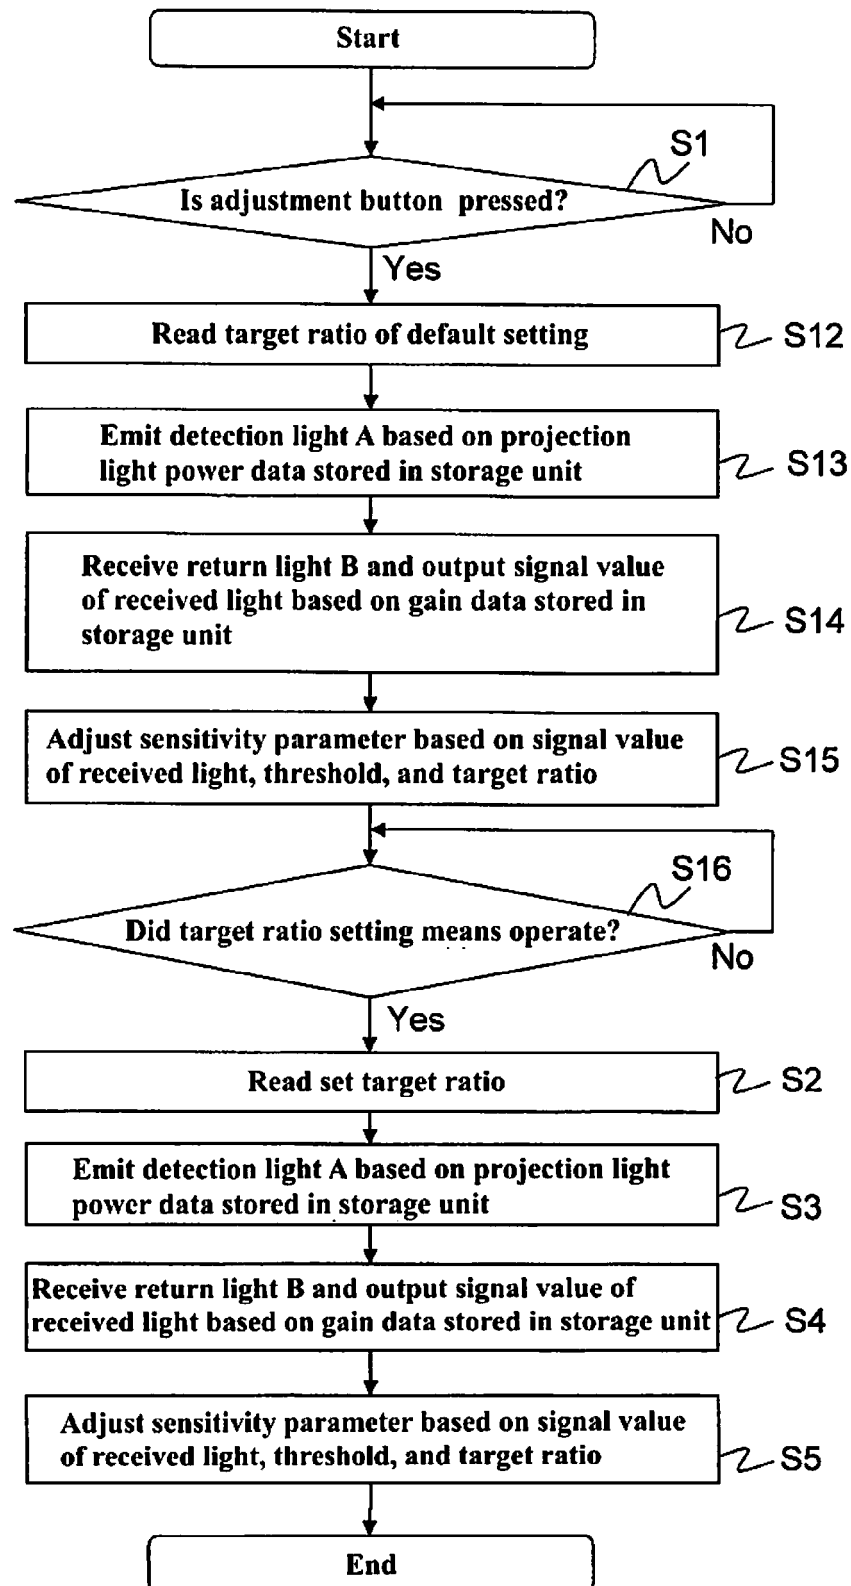 Start
S1
Is adjustment button pressed?
No
Yes
Read target ratio of default setting
S12
Emit detection light A based on projection
light power data stored in storage unit
S13
Receive return light B and output signal value
of received light based on gain data stored in
storage unit
S14
Adjust sensitivity parameter based on signal value
of received light, threshold, and target ratio
S15
S16
Did target ratio setting means operate?
No
Yes
Read set target ratio
S2
Emit detection light A based on projection light
power data stored in storage unit
S3
Receive return light B and output signal value of
received light based on gain data stored in storage unit
S4
Adjust sensitivity parameter based on signal value
of received light, threshold, and target ratio
S5
End